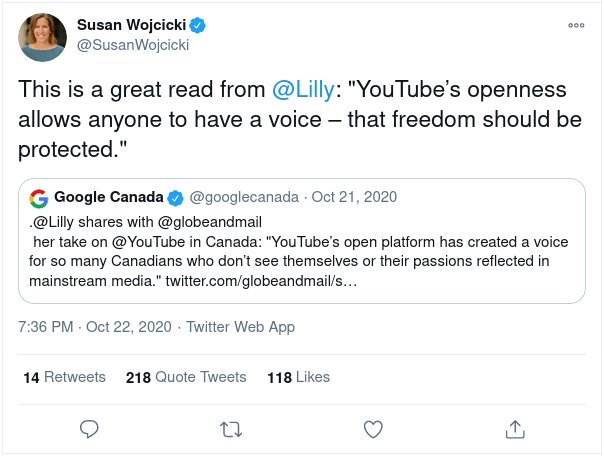 Susan Wojcicki
@SusanWojcicki
This is a great read from @Lilly: "YouTube’s openness
allows anyone to have a voice – that freedom should be
protected."
Google Canada @googlecanada · Oct 21, 2020
.@Lilly shares with @globeandmail
her take on @YouTube in Canada: "YouTube’s open platform has created a voice
for so many Canadians who don’t see themselves or their passions reflected in
mainstream media." twitter.com/globeandmail/s…
7:36 PM · Oct 22, 2020 · Twitter Web App
14 Retweets 218 Quote Tweets 118 Likes